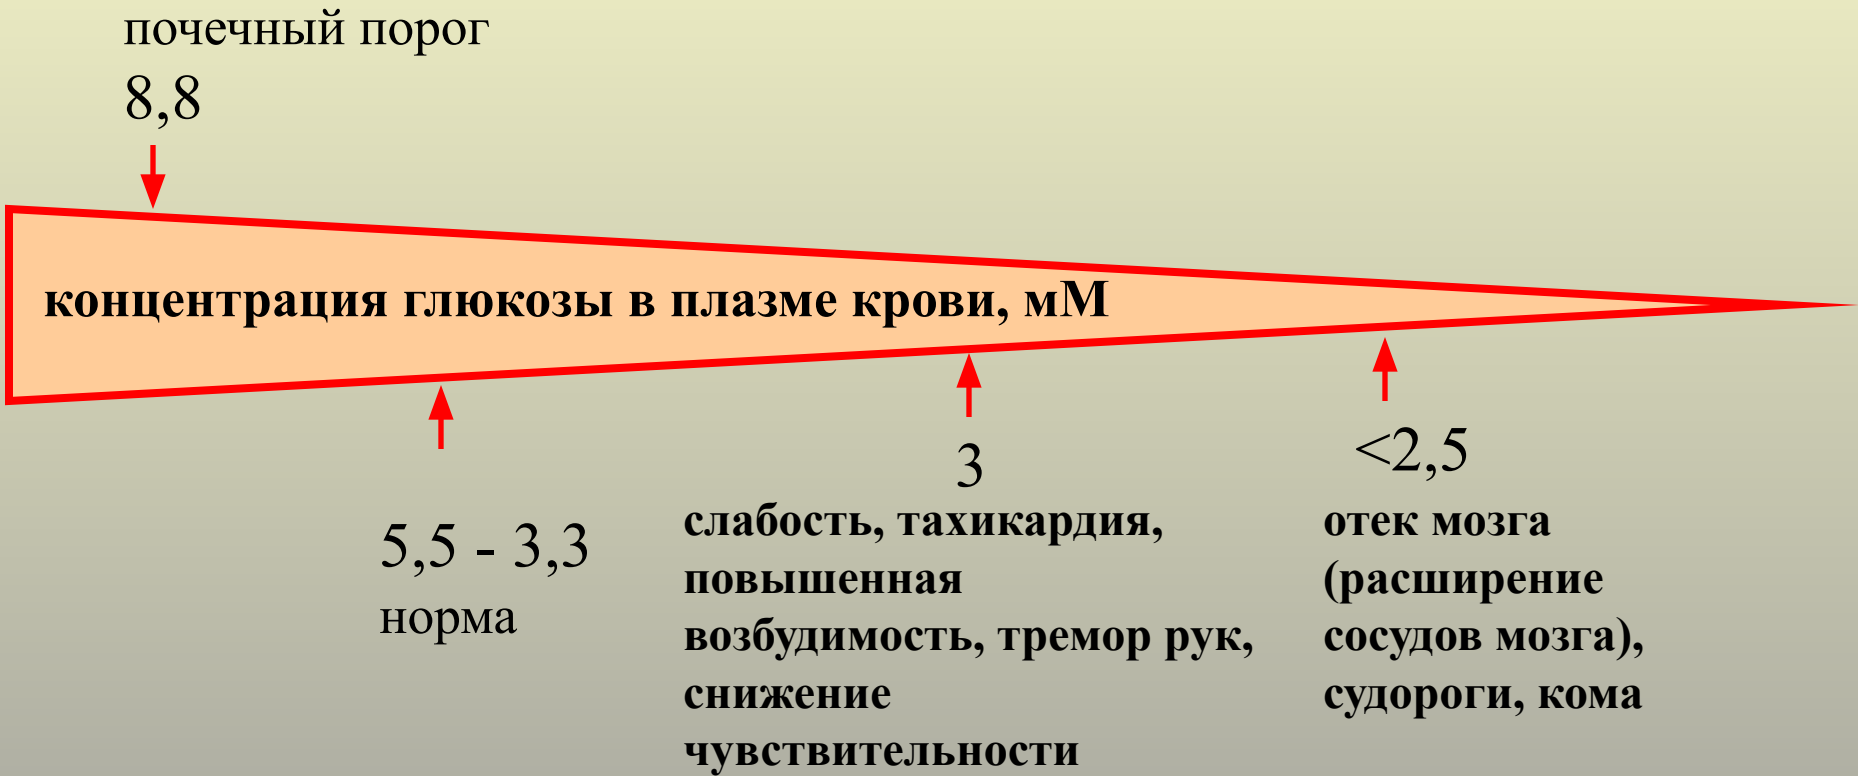 почечный порог
8,8
концентрация глюкозы в плазме крови, мМ
5,5 - 3,3
норма
3
слабость, тахикардия,
повышенная
возбудимость, тремор рук,
снижение
чувствительности
<2,5
отек мозга
(расширение
сосудов мозга),
судороги, кома